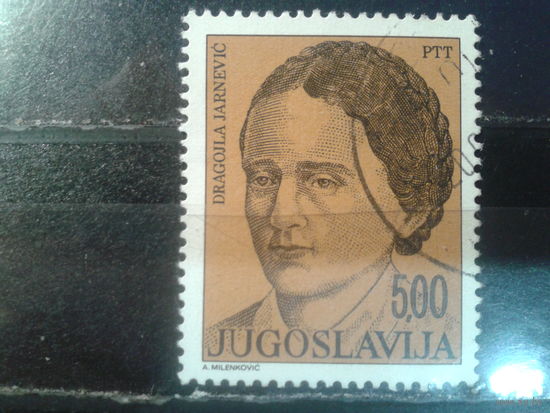 DRAGOJLA JARNEVIĆ
PTT
5,00
JUGOSLAVIJA
A. MILENKOVIĆ